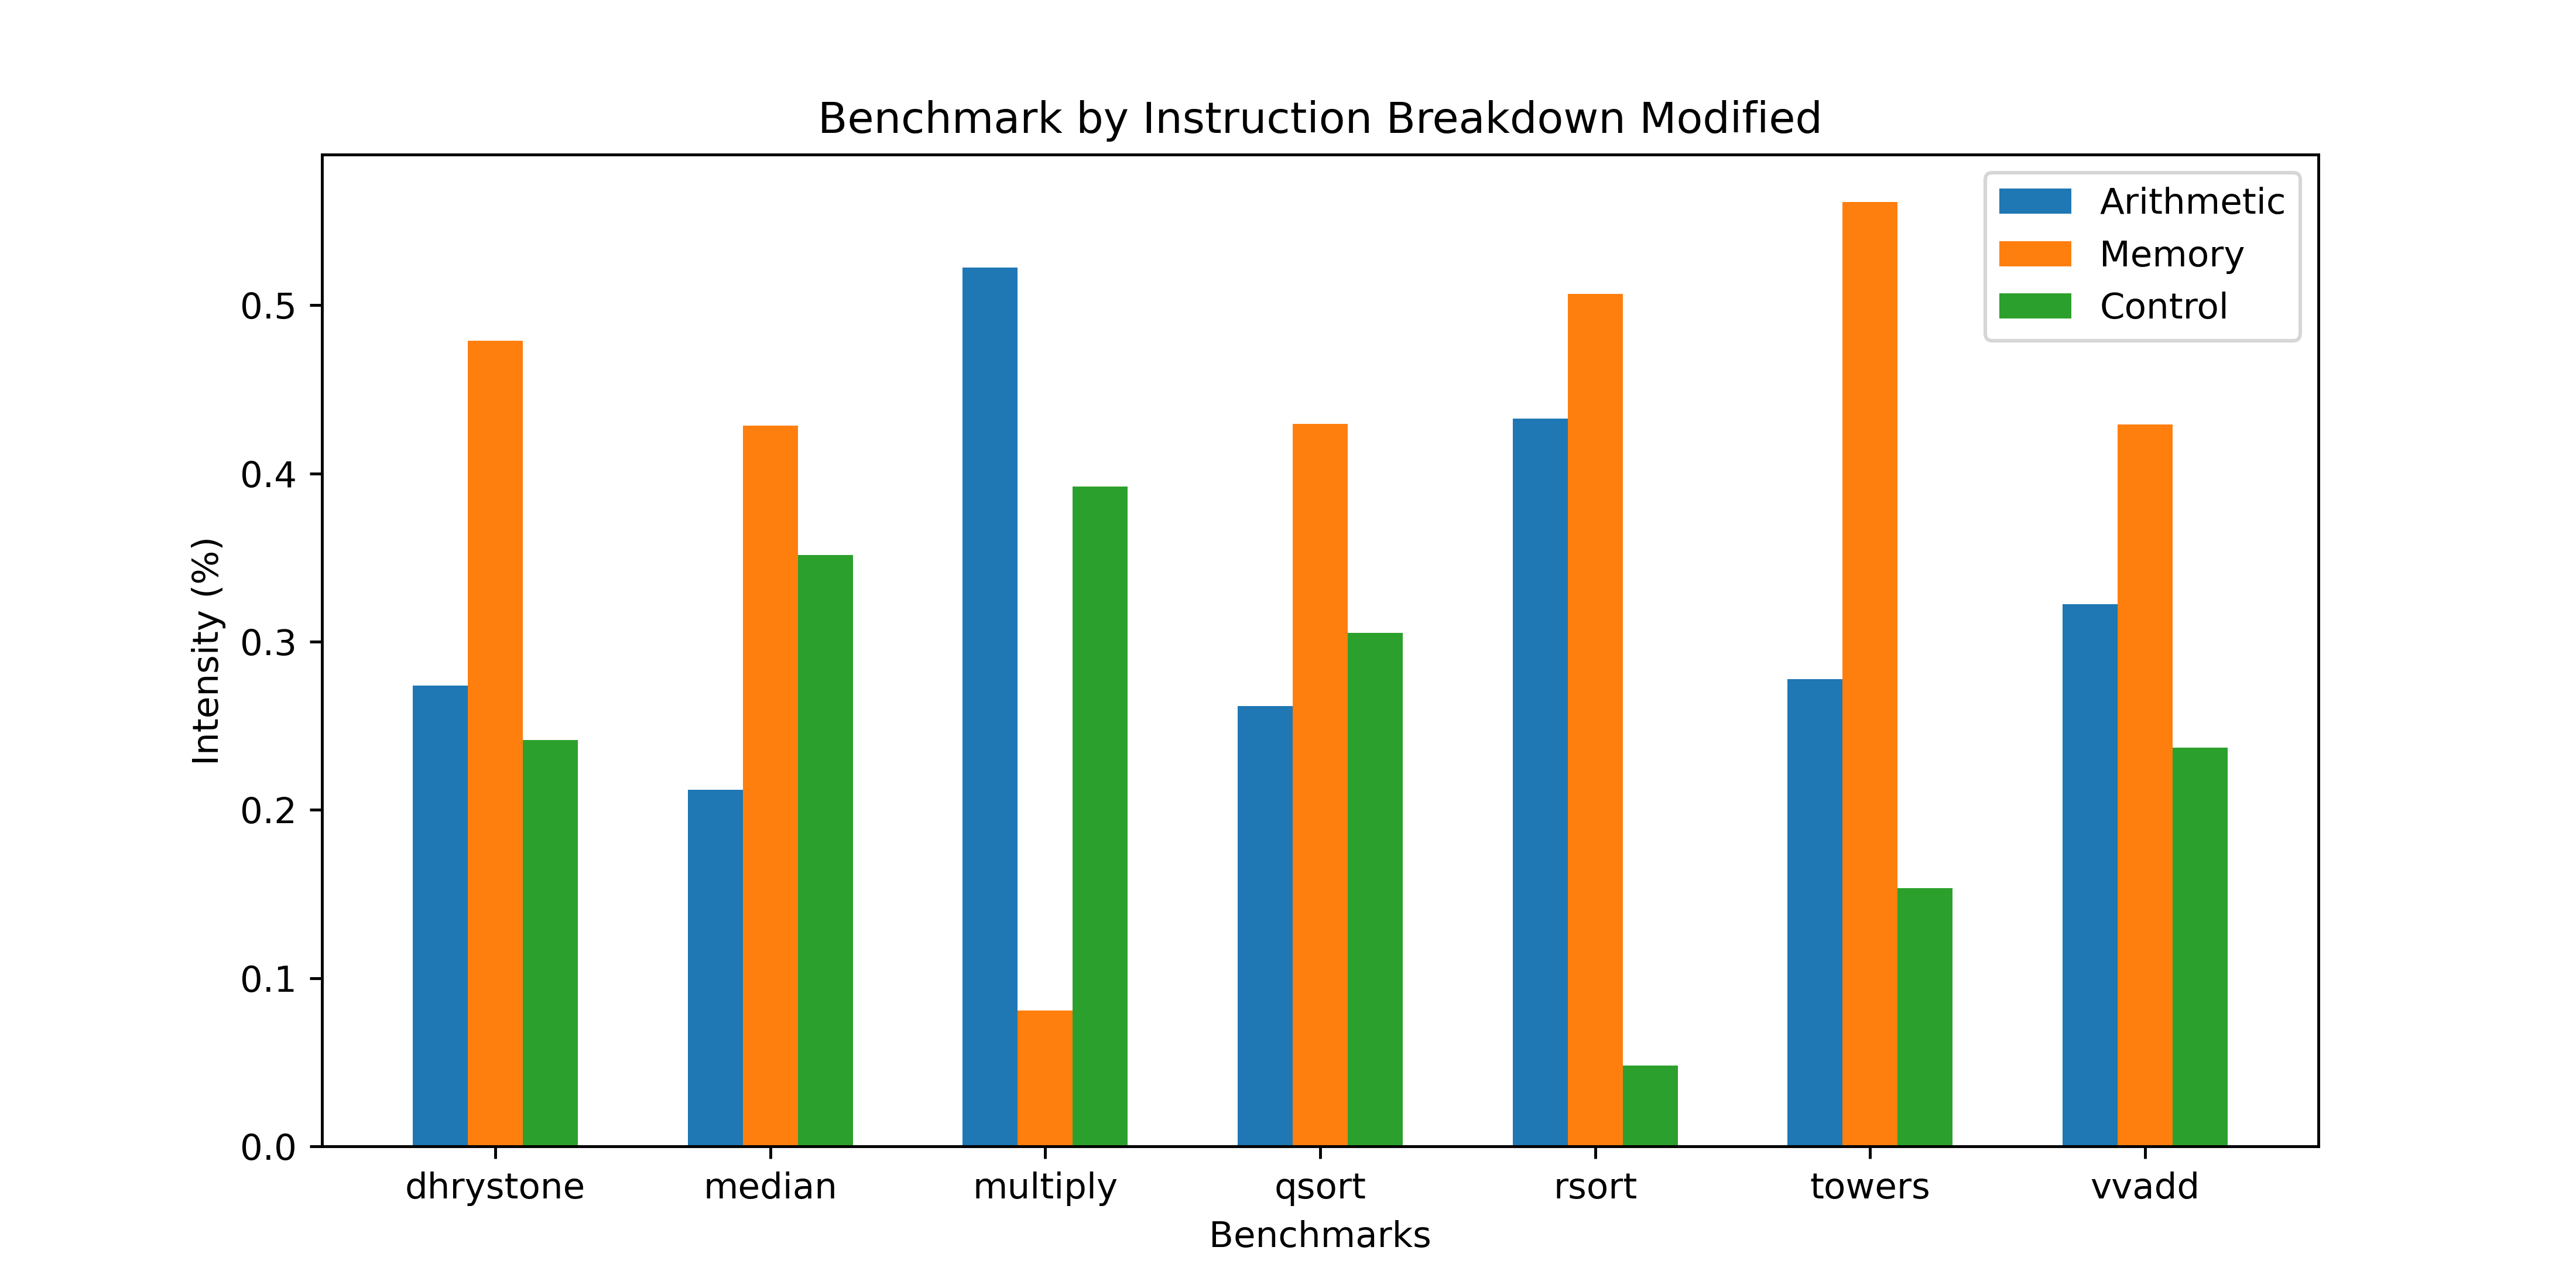 Benchmark by Instruction Breakdown Modified
Arithmetic
Memory
Control
Intensity (%)
0.5
0.4
0.3
0.2
0.1
0.0
dhrystone median multiply qsort rsort towers vvadd
Benchmarks